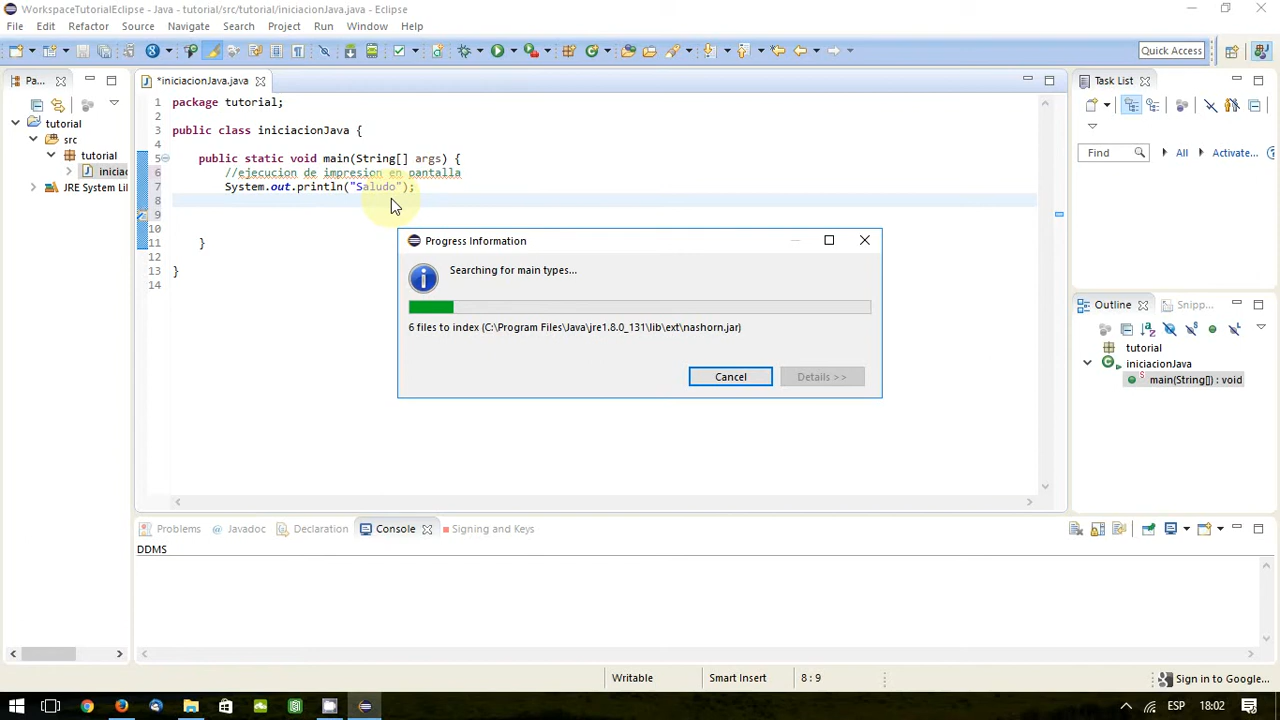 WorkspaceTutorialEclipse - Java - tutorial/src/tutorial/iniciacionJava.java - Eclipse
File Edit Refactor Source Navigate Search Project Run Window Help
Quick Access
Pa...
*iniciacionJava.java
Task List
tutorial
src
tutorial
iniciac
JRE System Lil
1 package tutorial;
2
3 public class iniciacionJava {
4
5 public static void main(String[] args) {
6 //ejecucion de impresion en pantalla
7 System.out.println("Saludo");
8
9
10
11 }
12
13 }
14
Find All Activate...
Progress Information
Searching for main types...
6 files to index (C:\Program Files\Java\jre1.8.0_131\lib\ext\nashorn.jar)
Cancel Details >>
Outline Snipp...
tutorial
iniciacionJava
main(String[]) : void
Problems @ Javadoc Declaration Console Signing and Keys
DDMS
Writable Smart Insert 8 : 9 Sign in to Google...
ESP 18:02